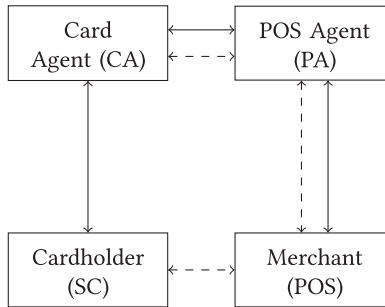 Card
Agent (CA)
POS Agent
(PA)
Cardholder
(SC)
Merchant
(POS)